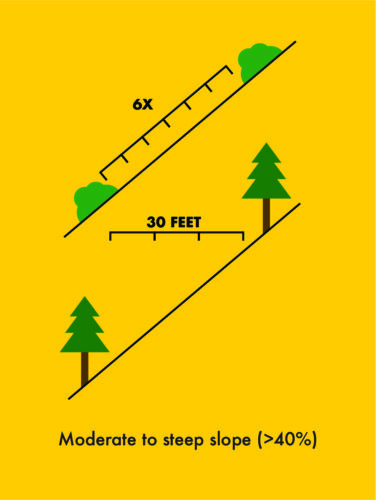 6X
30 FEET
Moderate to steep slope (>40%)